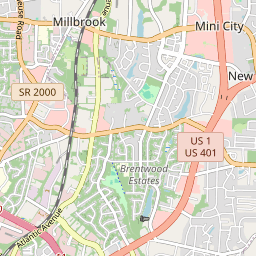 Millbrook
Mini City
SR 2000
New
US 1
US 401
Brentwood
Estates
Atlantic Avenue